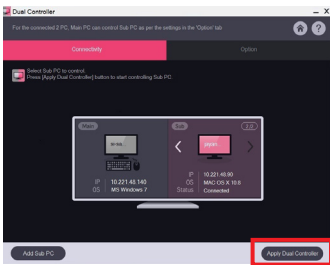 Dual Controller
For the connected 2 PC, Main PC can control Sub PC as per the settings in the 'Option' tab
Connectivity
Option
Select Sub PC to control.
Press [Apply Dual Controller] button to start controlling Sub PC.
Main
Sub
IP 10.221.40.140
OS MS Windows 7
IP 10.221.40.90
OS MAC OS X 10.8
Status Connected
Add Sub PC
Apply Dual Controller